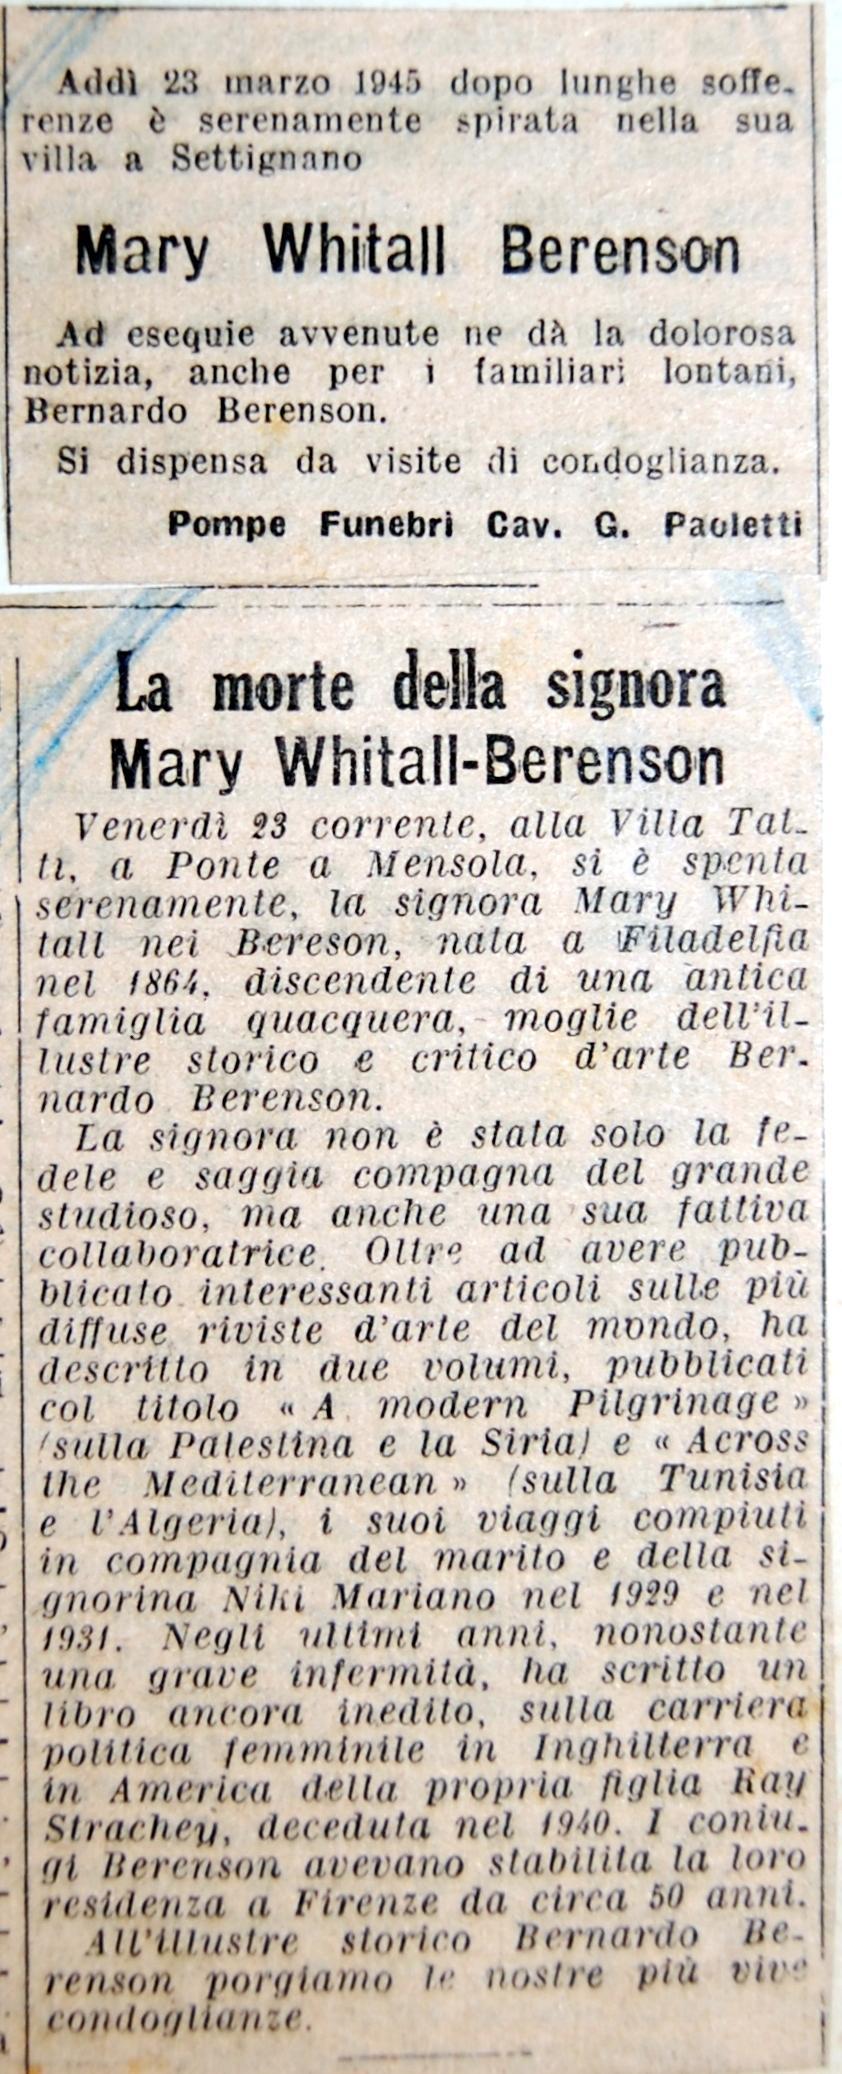 Addì 23 marzo 1945 dopo lunghe soffe-
renze è serenamente spirata nella sua
villa a Settignano
Mary Whitall Berenson
Ad esequie avvenute ne dà la dolorosa
notizia, anche per i familiari lontani,
Bernardo Berenson.
Si dispensa da visite di condoglianza.
Pompe Funebri Cav. G. Paoletti
La morte della signora
Mary Whitall-Berenson
Venerdì 23 corrente, alla Villa Tat-
ti, a Ponte a Mensola, si è spenta
serenamente, la signora Mary Whi-
tall nei Bereson, nata a Filadelfia
nel 1864, discendente di una antica
famiglia quacquera, moglie dell'il-
lustre storico e critico d'arte Ber-
nardo Berenson.
La signora non è stata solo la fe-
dele e saggia compagna del grande
studioso, ma anche una sua fattiva
collaboratrice. Oltre ad avere pub-
blicato interessanti articoli sulle più
diffuse riviste d'arte del mondo, ha
descritto in due volumi, pubblicati
col titolo « A modern Pilgrinage »
(sulla Palestina e la Siria) e « Across
the Mediterranean » (sulla Tunisia
e l'Algeria), i suoi viaggi compiuti
in compagnia del marito e della si-
gnorina Niki Mariano nel 1929 e nel
1931. Negli ultimi anni, nonostante
una grave infermità, ha scritto un
libro ancora inedito, sulla carriera
politica femminile in Inghilterra e
in America della propria figlia Ray
Strachey, deceduta nel 1940. I coniu-
gi Berenson avevano stabilita la loro
residenza a Firenze da circa 50 anni.
All'illustre storico Bernardo Be-
renson porgiamo le nostre più vive
condoglianze.